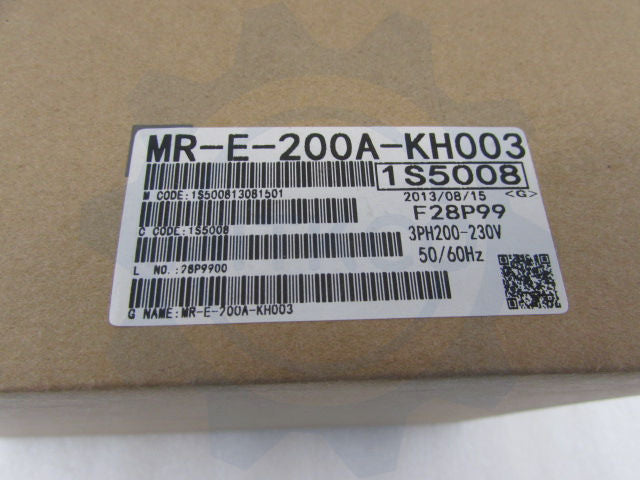 MR-E-200A-KH003
1S5008
M CODE:1S500813081501
2013/08/15 <G>
F28P99
C CODE:1S5008
3PH200-230V
50/60Hz
L NO.:78P9900
G NAME:MR-E-200A-KH003